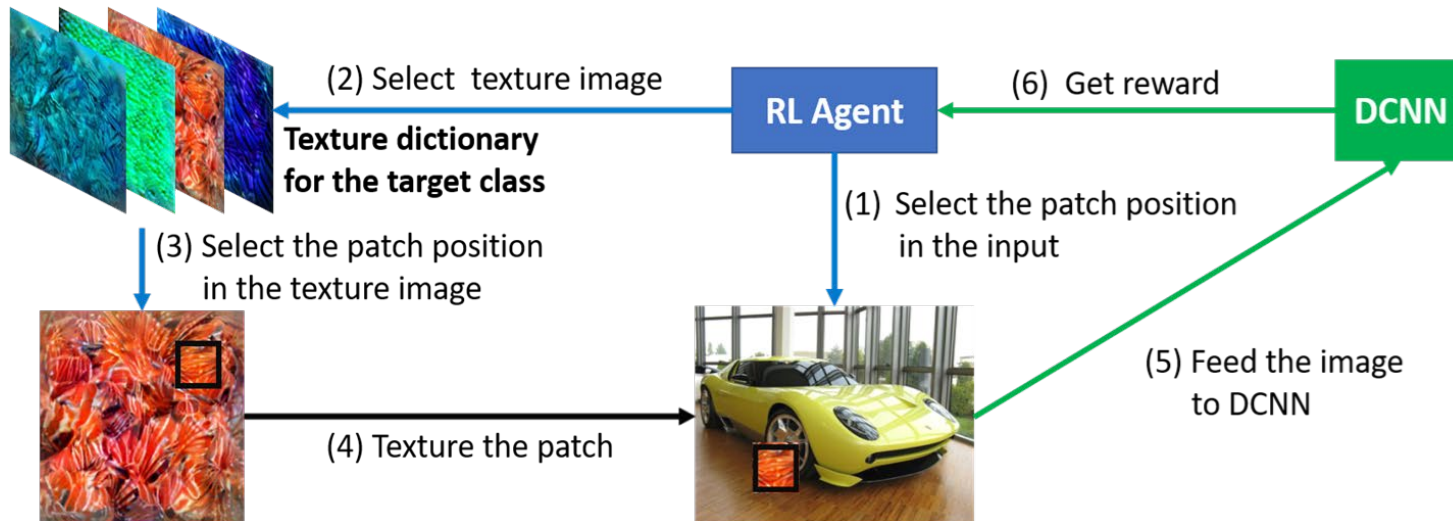 (2) Select texture image
RL Agent
(6) Get reward
DCNN
Texture dictionary
for the target class
(1) Select the patch position
in the input
(3) Select the patch position
in the texture image
(4) Texture the patch
(5) Feed the image
to DCNN